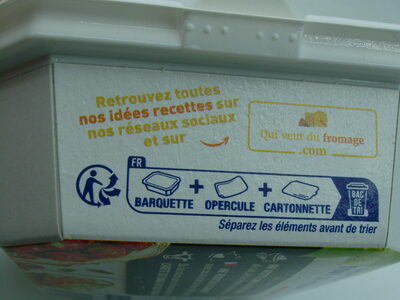 Retrouvez toutes
nos idées recettes sur
nos réseaux sociaux
et sur
Qui veut du fromage
.com
FR
BARQUETTE + OPERCULE + CARTONNETTE
BAC
DE
TRI
Séparez les éléments avant de trier